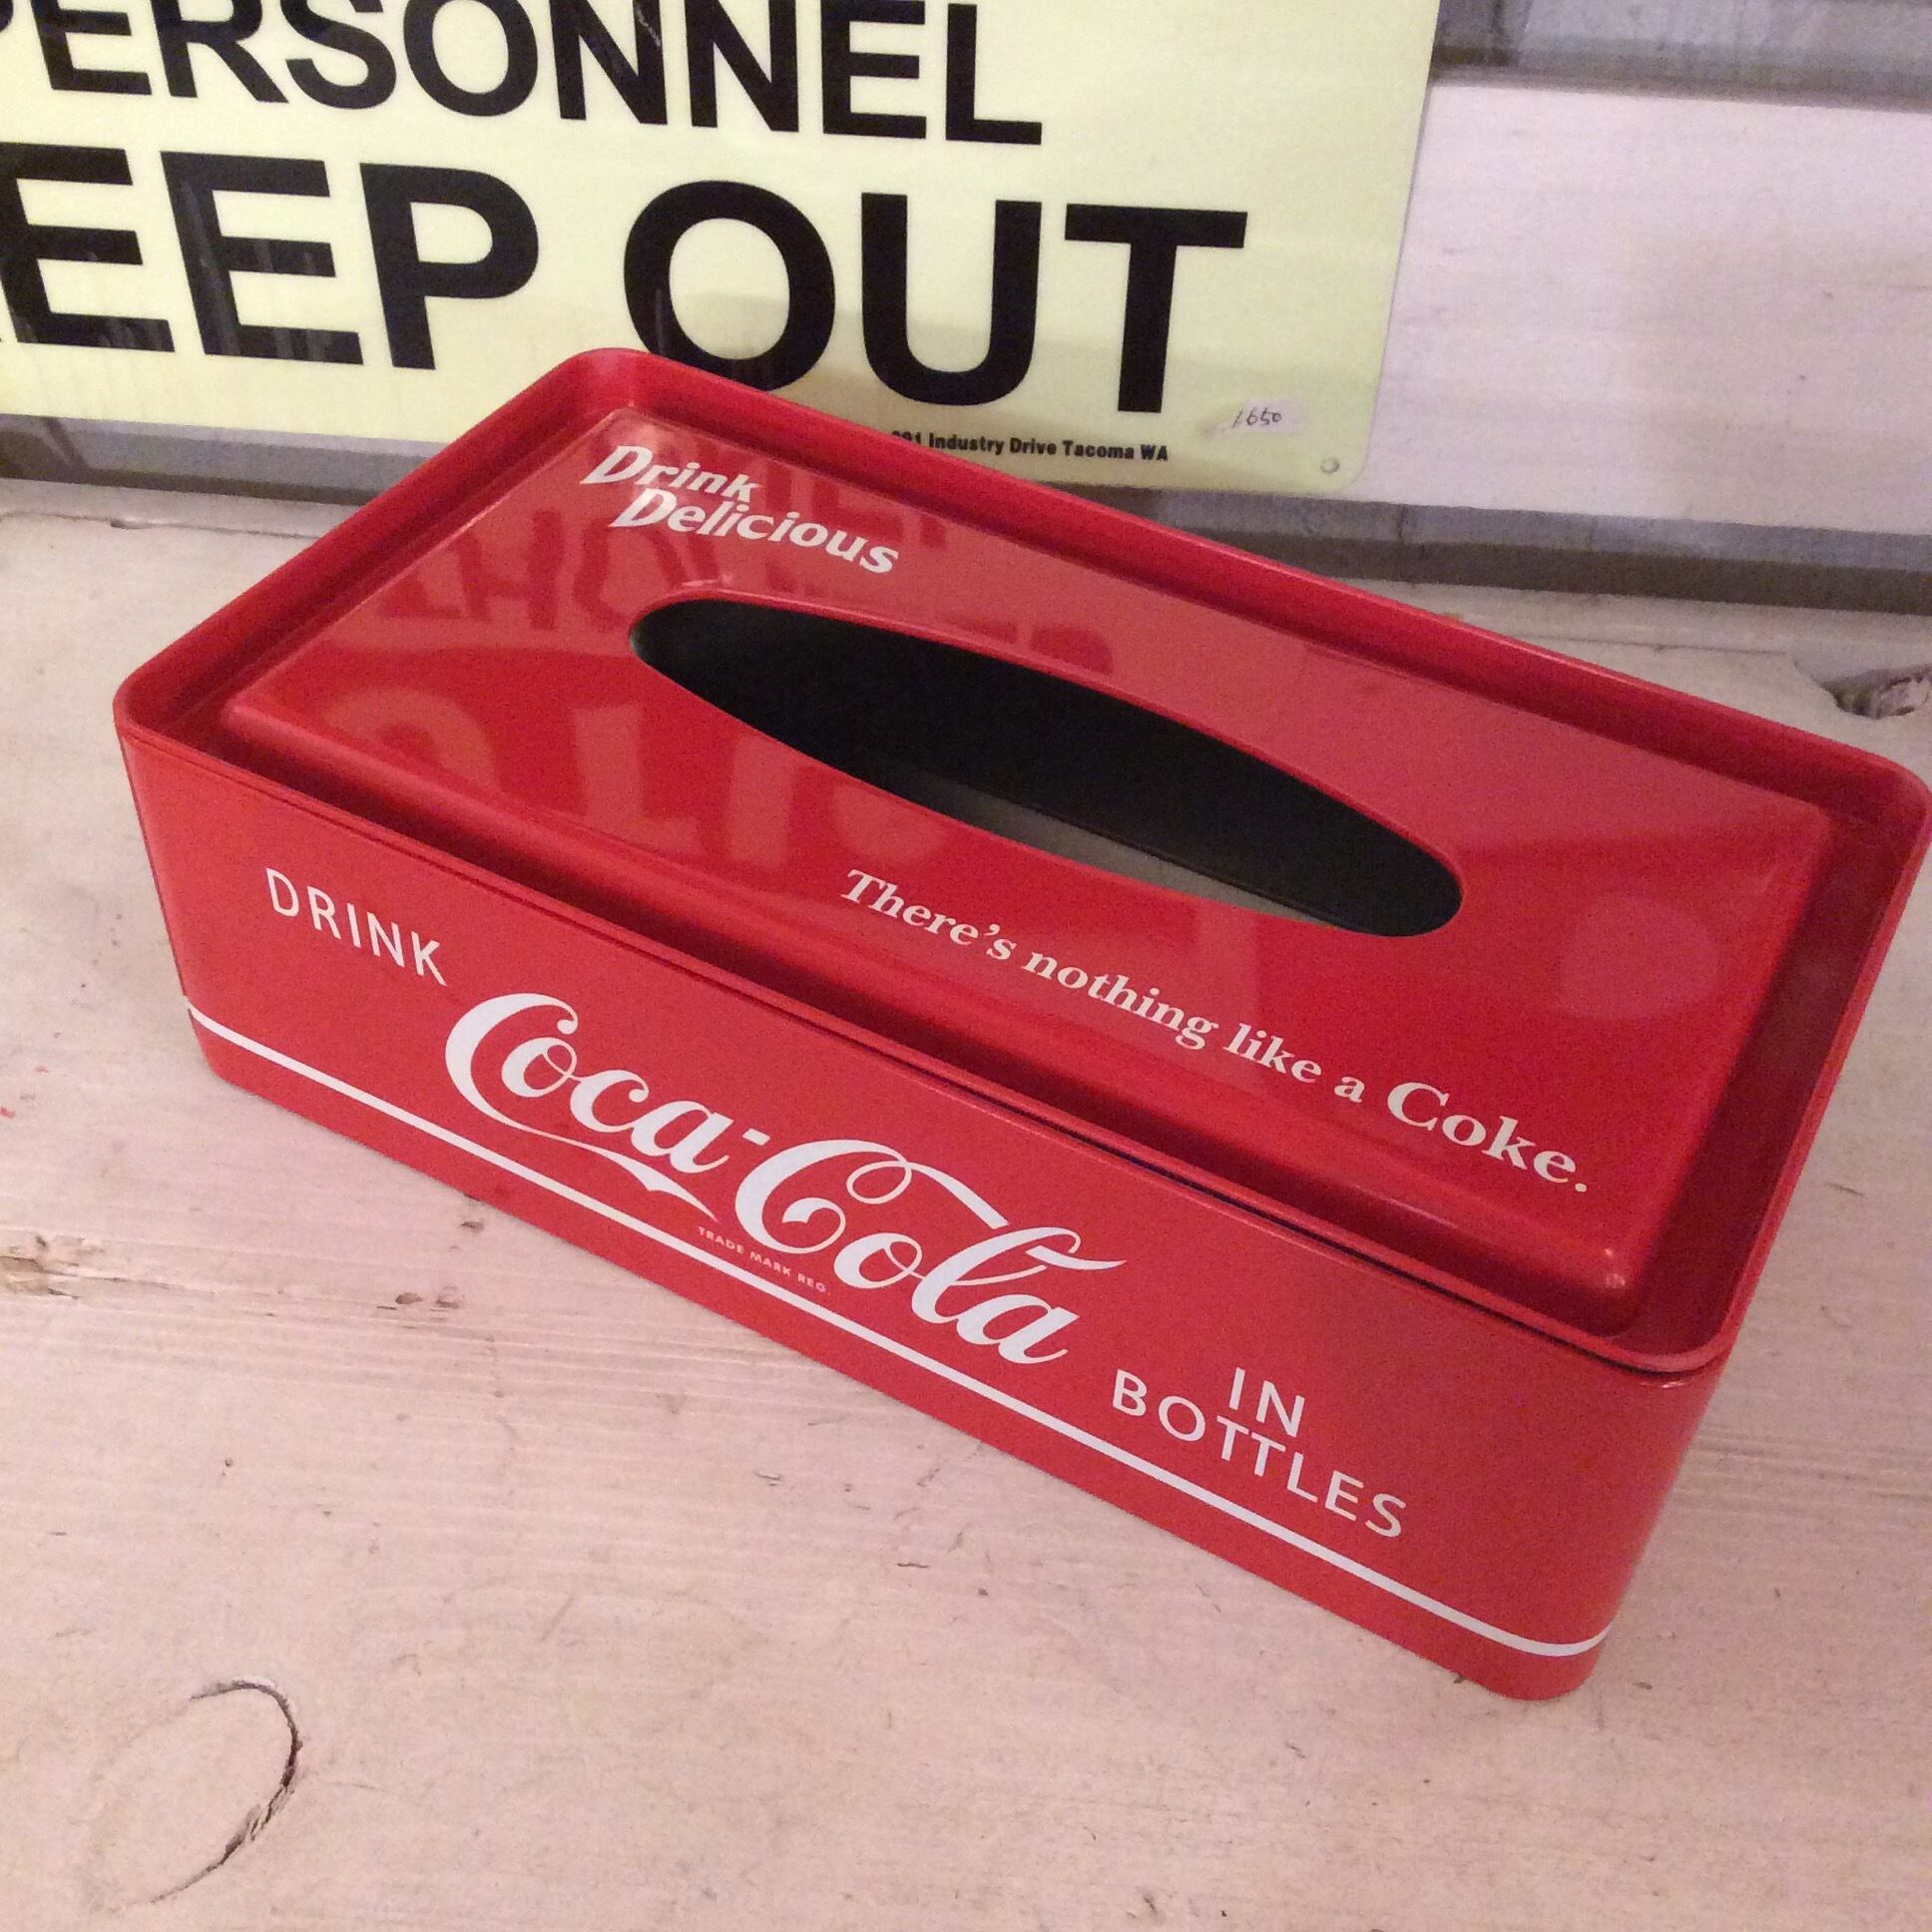 PERSONNEL
EEP OUT
Industry Drive Tacoma WA
1650
Drink
Delicious
There's nothing like a Coke.
DRINK
Coca-Cola
TRADE MARK REG.
IN
BOTTLES